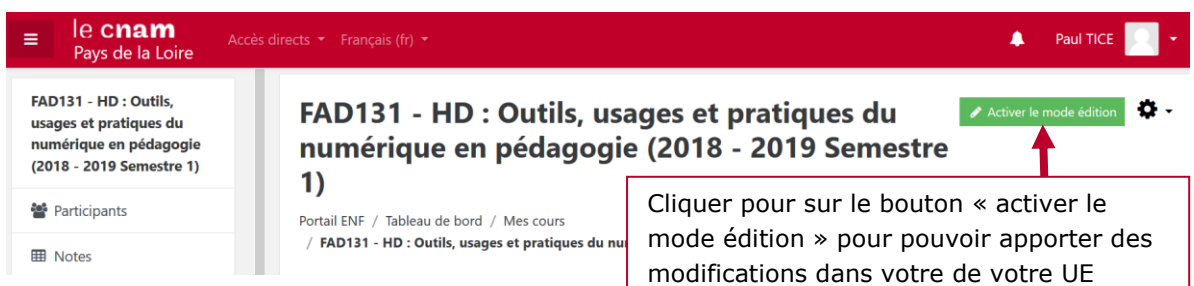 le cnam
Pays de la Loire
Accès directs
Français (fr)
Paul TICE
FAD131 - HD : Outils,
usages et pratiques du
numérique en pédagogie
(2018 - 2019 Semestre 1)
Participants
Notes
FAD131 - HD : Outils, usages et pratiques du
numérique en pédagogie (2018 - 2019 Semestre
1)
Activer le mode édition
Portail ENF / Tableau de bord / Mes cours
/ FAD131 - HD : Outils, usages et pratiques du
Cliquer pour sur le bouton « activer le
mode édition » pour pouvoir apporter des
modifications dans votre de votre UE